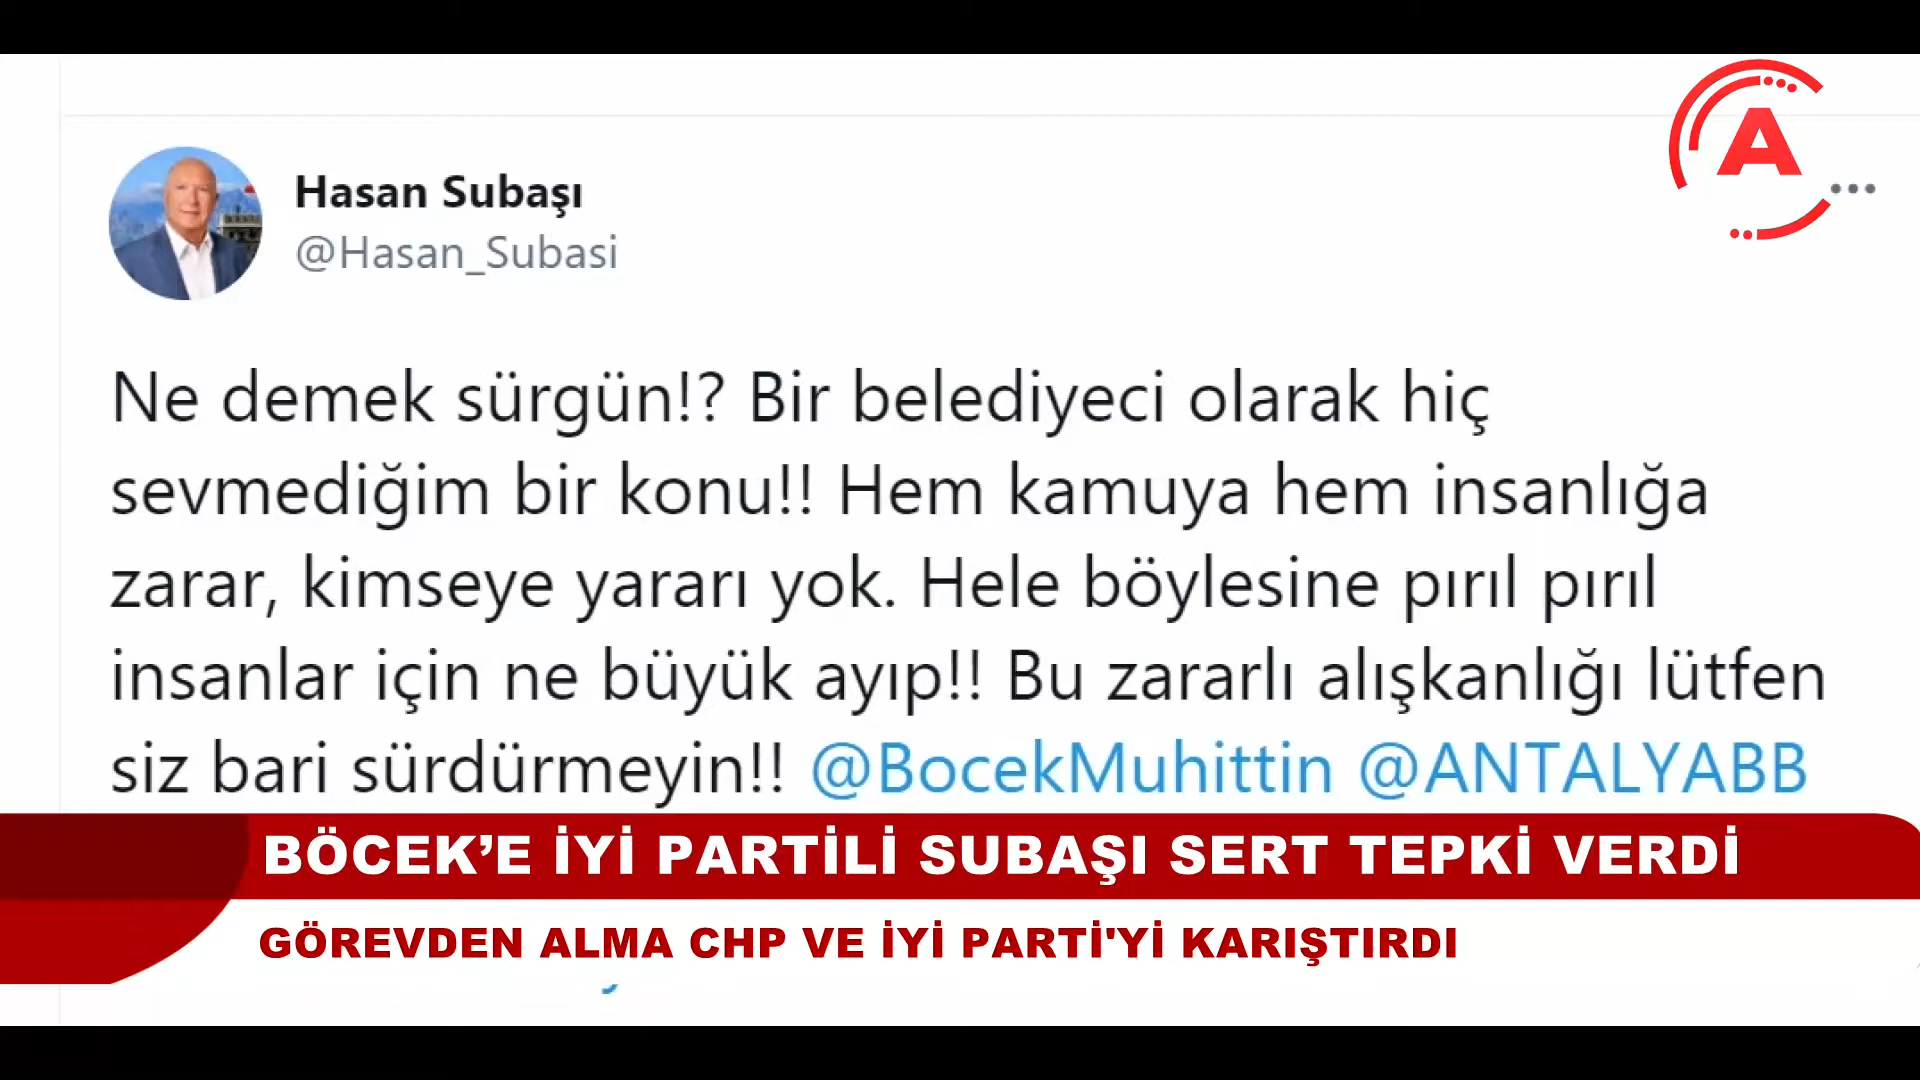 A
Hasan Subaşı
@Hasan_Subasi
Ne demek sürgün!? Bir belediyeci olarak hiç
sevmediğim bir konu!! Hem kamuya hem insanlığa
zarar, kimseye yararı yok. Hele böylesine pırıl pırıl
insanlar için ne büyük ayıp!! Bu zararlı alışkanlığı lütfen
siz bari sürdürmeyin!! @BocekMuhittin @ANTALYABB
BÖCEK’E İYİ PARTİLİ SUBAŞI SERT TEPKİ VERDİ
GÖREVDEN ALMA CHP VE İYİ PARTİ'Yİ KARIŞTIRDI